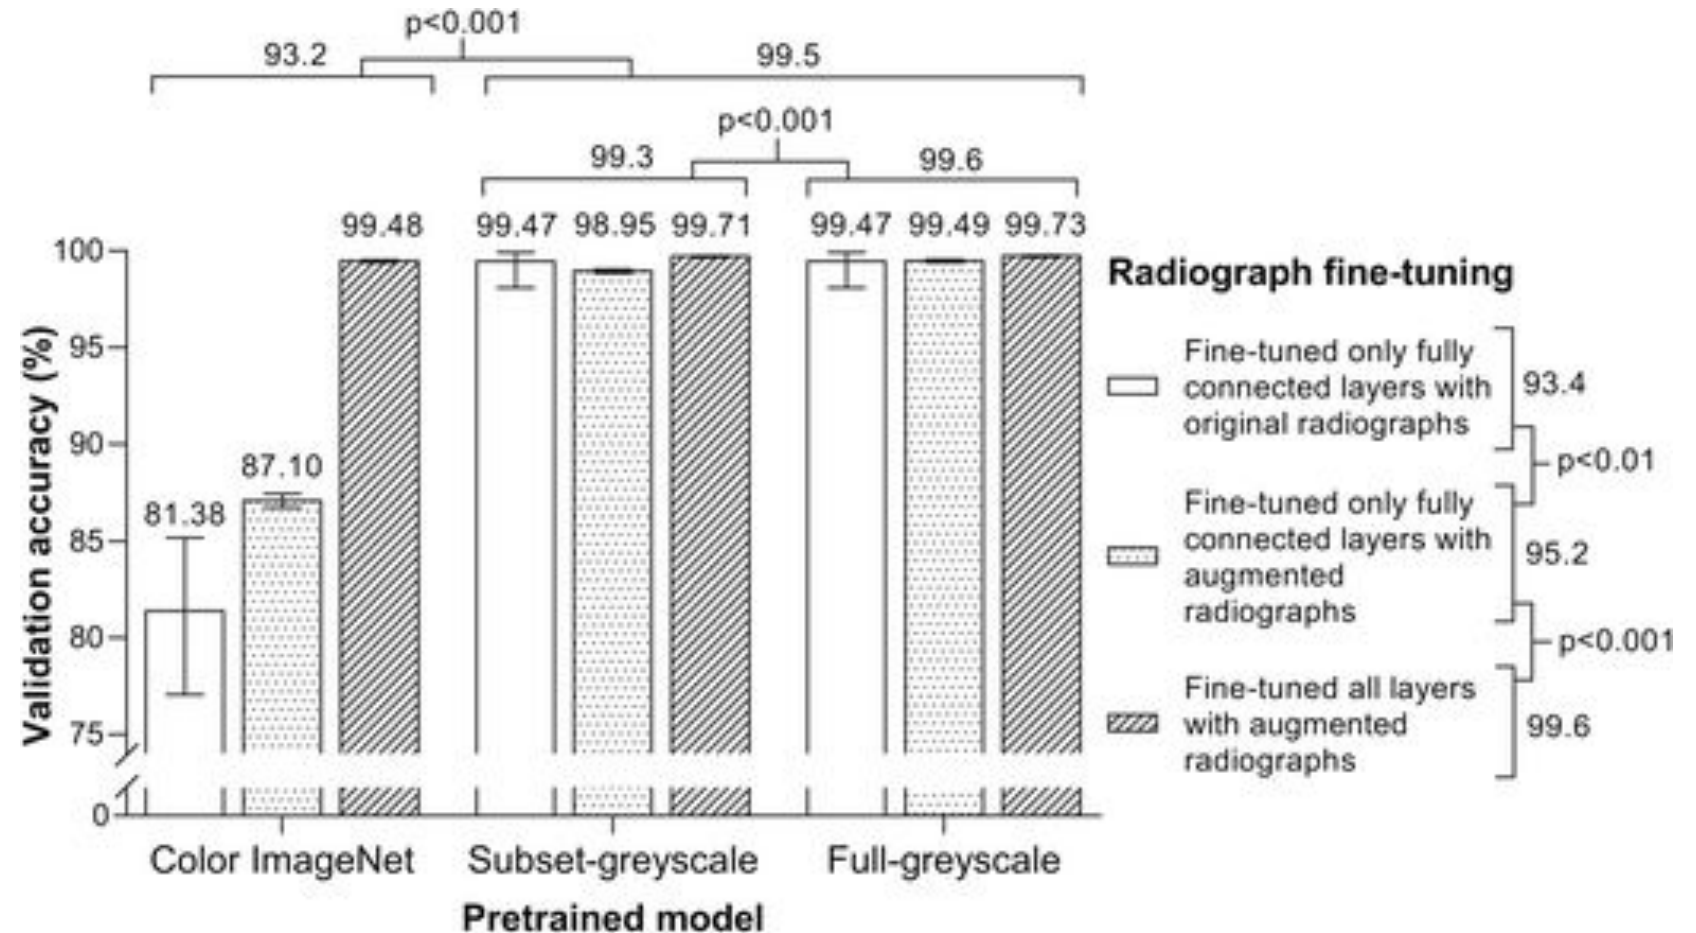 p<0.001
93.2
99.5
p<0.001
99.3
99.6
99.48
99.47
98.95
99.71
99.47
99.49
99.73
87.10
81.38
100
95
90
85
80
75
0
Validation accuracy (%)
Color ImageNet
Subset-greyscale
Full-greyscale
Pretrained model
Radiograph fine-tuning
Fine-tuned only fully
connected layers with
original radiographs
93.4
p<0.01
Fine-tuned only fully
connected layers with
augmented
radiographs
95.2
p<0.001
Fine-tuned all layers
with augmented
radiographs
99.6